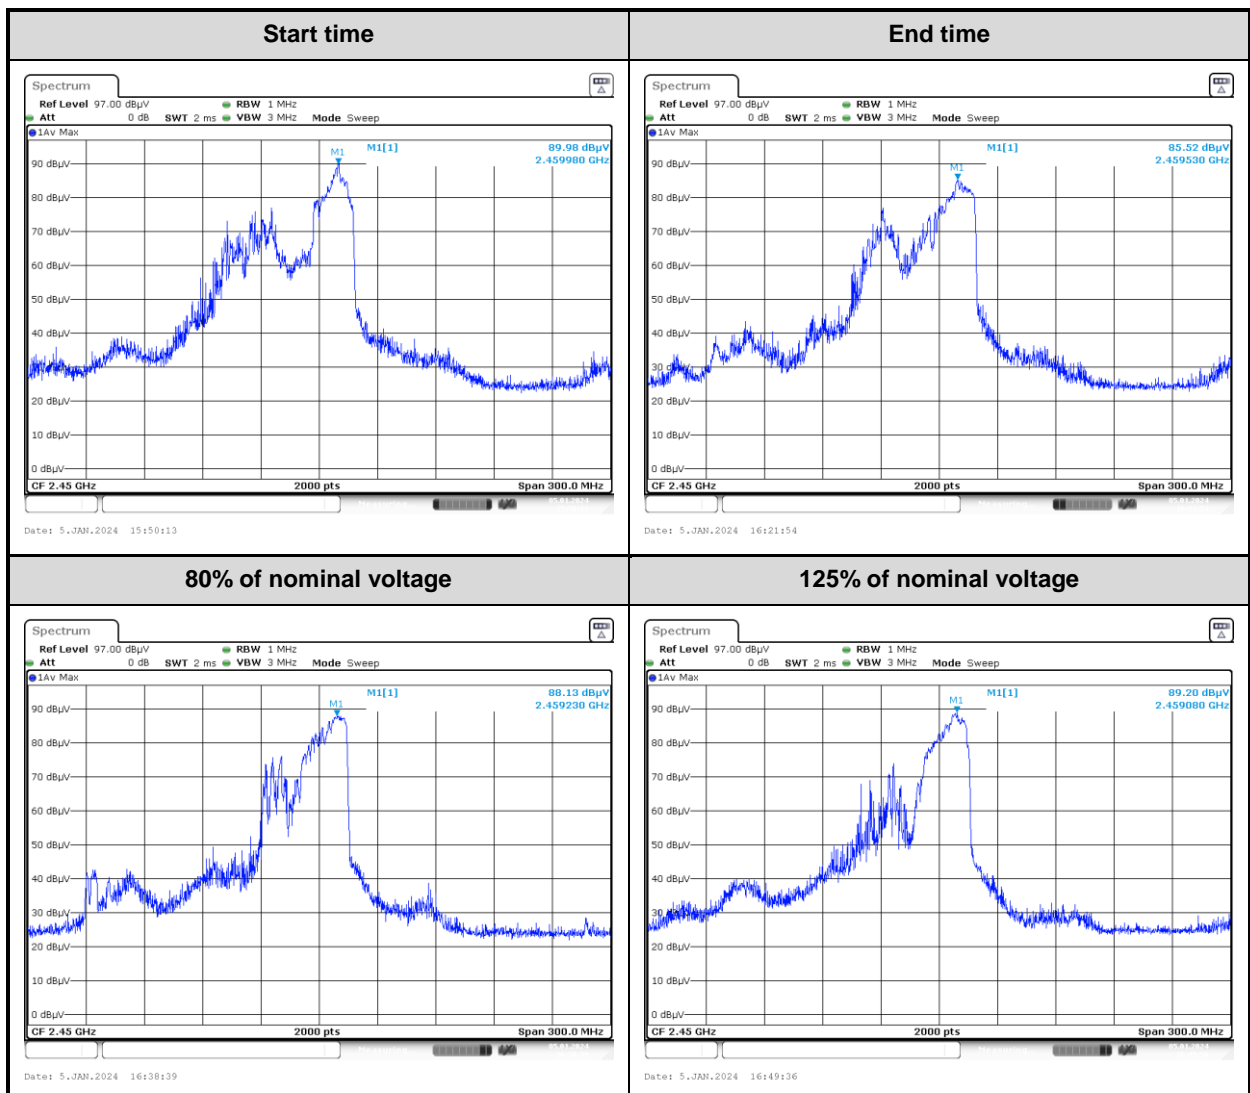 Start time
End time
Spectrum
Ref Level 97.00 dBµV RBW 1 MHz
Att 0 dB SWT 2 ms VBW 3 MHz Mode Sweep
1Av Max
M1[1] 89.98 dBµV
2.459980 GHz
M1
90 dBµV
80 dBµV
70 dBµV
60 dBµV
50 dBµV
40 dBµV
30 dBµV
20 dBµV
10 dBµV
0 dBµV
CF 2.45 GHz 2000 pts Span 300.0 MHz
Date: 5.JAN.2024 15:50:13
Spectrum
Ref Level 97.00 dBµV RBW 1 MHz
Att 0 dB SWT 2 ms VBW 3 MHz Mode Sweep
1Av Max
M1[1] 85.52 dBµV
2.459530 GHz
M1
90 dBµV
80 dBµV
70 dBµV
60 dBµV
50 dBµV
40 dBµV
30 dBµV
20 dBµV
10 dBµV
0 dBµV
CF 2.45 GHz 2000 pts Span 300.0 MHz
Date: 5.JAN.2024 16:21:54
80% of nominal voltage
125% of nominal voltage
Spectrum
Ref Level 97.00 dBµV RBW 1 MHz
Att 0 dB SWT 2 ms VBW 3 MHz Mode Sweep
1Av Max
M1[1] 88.13 dBµV
2.459230 GHz
M1
90 dBµV
80 dBµV
70 dBµV
60 dBµV
50 dBµV
40 dBµV
30 dBµV
20 dBµV
10 dBµV
0 dBµV
CF 2.45 GHz 2000 pts Span 300.0 MHz
Date: 5.JAN.2024 16:38:39
Spectrum
Ref Level 97.00 dBµV RBW 1 MHz
Att 0 dB SWT 2 ms VBW 3 MHz Mode Sweep
1Av Max
M1[1] 89.20 dBµV
2.459080 GHz
M1
90 dBµV
80 dBµV
70 dBµV
60 dBµV
50 dBµV
40 dBµV
30 dBµV
20 dBµV
10 dBµV
0 dBµV
CF 2.45 GHz 2000 pts Span 300.0 MHz
Date: 5.JAN.2024 16:49:36